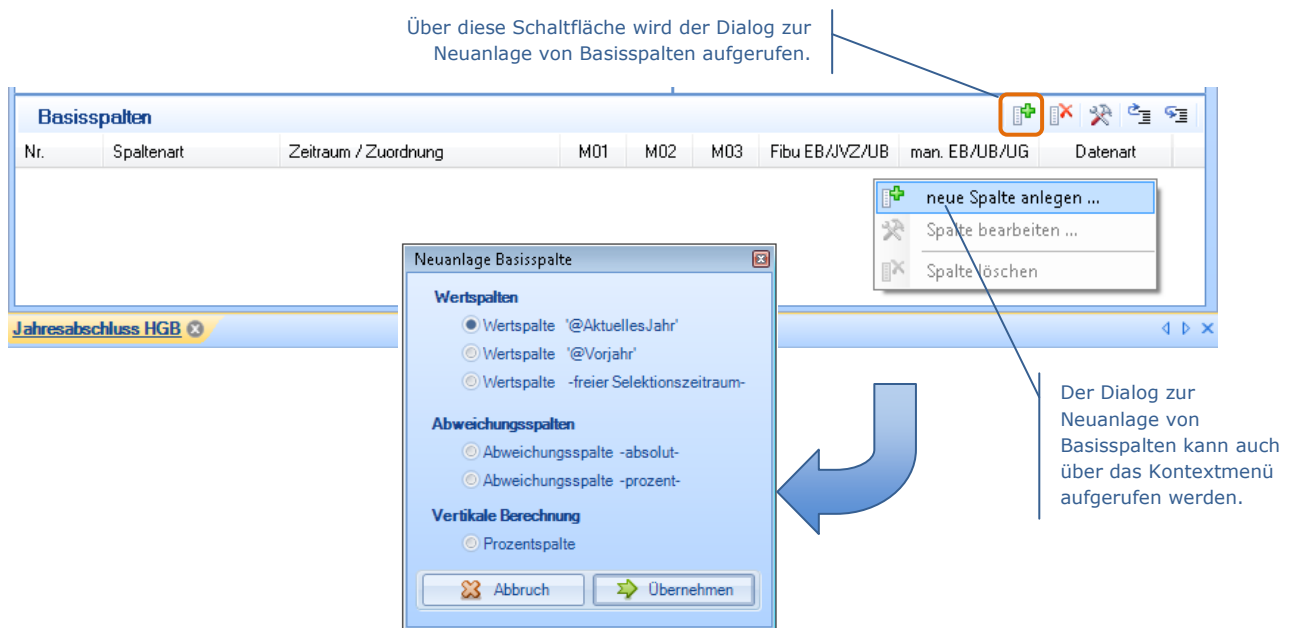 Über diese Schaltfläche wird der Dialog zur
Neuanlage von Basisspalten aufgerufen.
Basisspalten
Nr. Spaltenart Zeitraum / Zuordnung M01 M02 M03 Fibu EB/JVZ/UB man. EB/UB/UG Datenart
neue Spalte anlegen ...
Spalte bearbeiten ...
Spalte löschen
Neuanlage Basisspalte
Wertspalten
Wertspalte '@AktuellesJahr'
Wertspalte '@Vorjahr'
Wertspalte -freier Selektionszeitraum-
Abweichungsspalten
Abweichungsspalte -absolut-
Abweichungsspalte -prozent-
Vertikale Berechnung
Prozentspalte
Abbruch Übernehmen
Jahresabschluss HGB
Der Dialog zur
Neuanlage von
Basisspalten kann auch
über das Kontextmenü
aufgerufen werden.